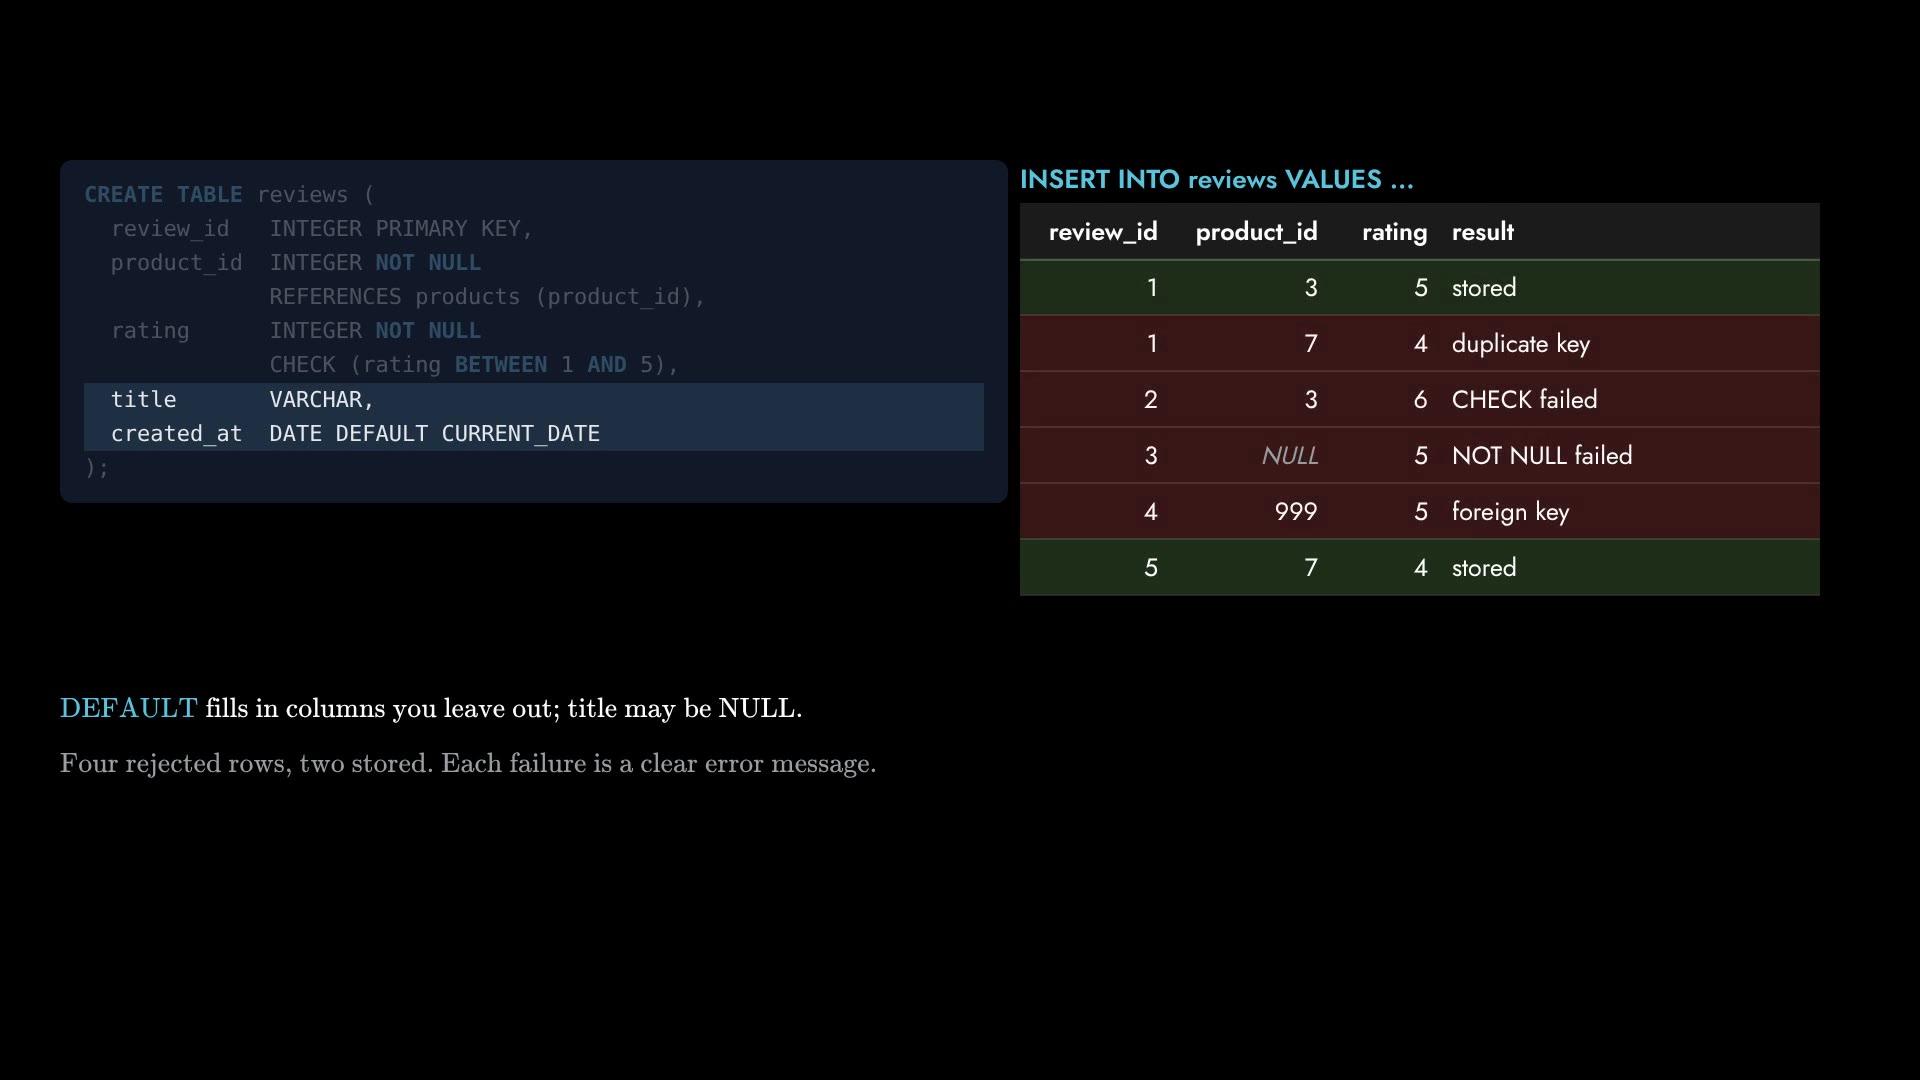 CREATE TABLE reviews (
  review_id   INTEGER PRIMARY KEY,
  product_id  INTEGER NOT NULL
              REFERENCES products (product_id),
  rating      INTEGER NOT NULL
              CHECK (rating BETWEEN 1 AND 5),
  title       VARCHAR,
  created_at  DATE DEFAULT CURRENT_DATE
);
INSERT INTO reviews VALUES ...
review_id product_id rating result
1 3 5 stored
1 7 4 duplicate key
2 3 6 CHECK failed
3 NULL 5 NOT NULL failed
4 999 5 foreign key
5 7 4 stored
DEFAULT fills in columns you leave out; title may be NULL.
Four rejected rows, two stored. Each failure is a clear error message.